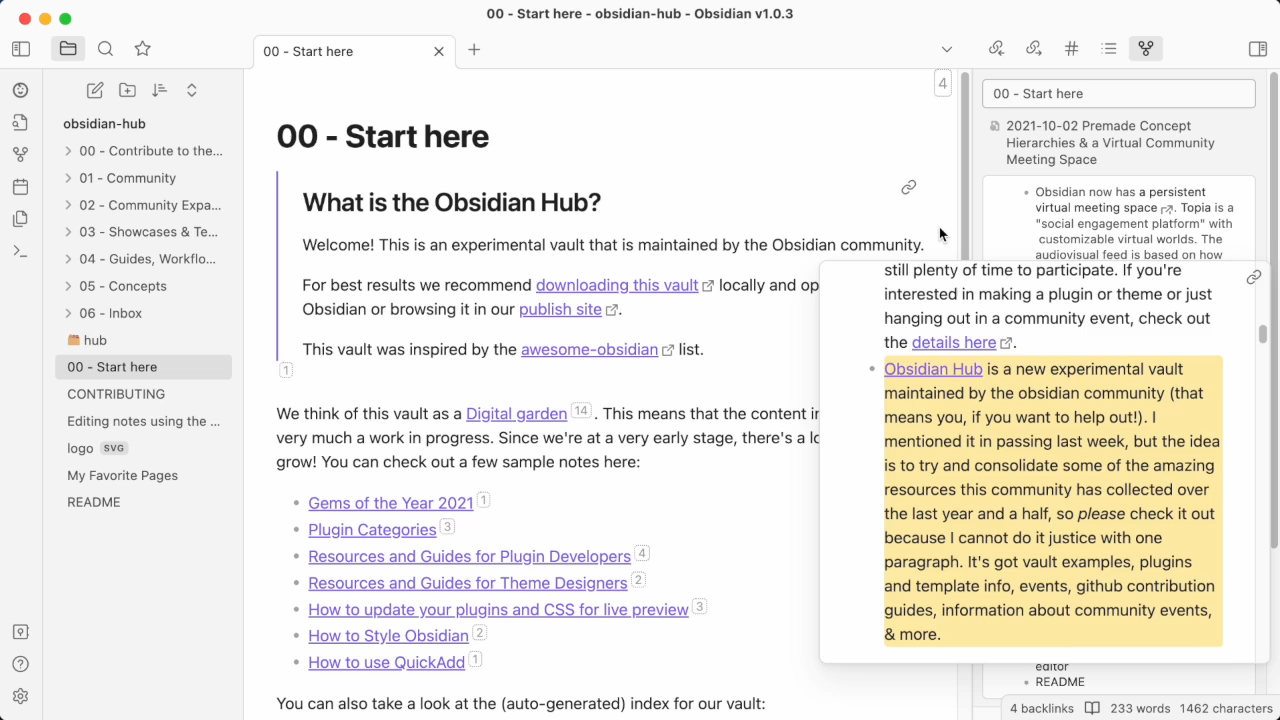 00 - Start here - obsidian-hub - Obsidian v1.0.3
00 - Start here
obsidian-hub
00 - Contribute to the...
01 - Community
02 - Community Expa...
03 - Showcases & Te...
04 - Guides, Workflo...
05 - Concepts
06 - Inbox
hub
00 - Start here
CONTRIBUTING
Editing notes using the ...
logo SVG
My Favorite Pages
README
4
00 - Start here
What is the Obsidian Hub?
Welcome! This is an experimental vault that is maintained by the Obsidian community.
For best results we recommend downloading this vault locally and op
Obsidian or browsing it in our publish site.
This vault was inspired by the awesome-obsidian list.
1
We think of this vault as a Digital garden 14. This means that the content in
very much a work in progress. Since we're at a very early stage, there's a lo
grow! You can check out a few sample notes here:
Gems of the Year 2021 1
Plugin Categories 3
Resources and Guides for Plugin Developers 4
Resources and Guides for Theme Designers 2
How to update your plugins and CSS for live preview 3
How to Style Obsidian 2
How to use QuickAdd 1
You can also take a look at the (auto-generated) index for our vault:
00 - Start here
2021-10-02 Premade Concept
Hierarchies & a Virtual Community
Meeting Space
Obsidian now has a persistent
virtual meeting space. Topia is a
"social engagement platform" with
customizable virtual worlds. The
audiovisual feed is based on how
still plenty of time to participate. If you're
interested in making a plugin or theme or just
hanging out in a community event, check out
the details here.
Obsidian Hub is a new experimental vault
maintained by the obsidian community (that
means you, if you want to help out!). I
mentioned it in passing last week, but the idea
is to try and consolidate some of the amazing
resources this community has collected over
the last year and a half, so please check it out
because I cannot do it justice with one
paragraph. It's got vault examples, plugins
and template info, events, github contribution
guides, information about community events,
& more.
editor
README
4 backlinks 233 words 1462 characters